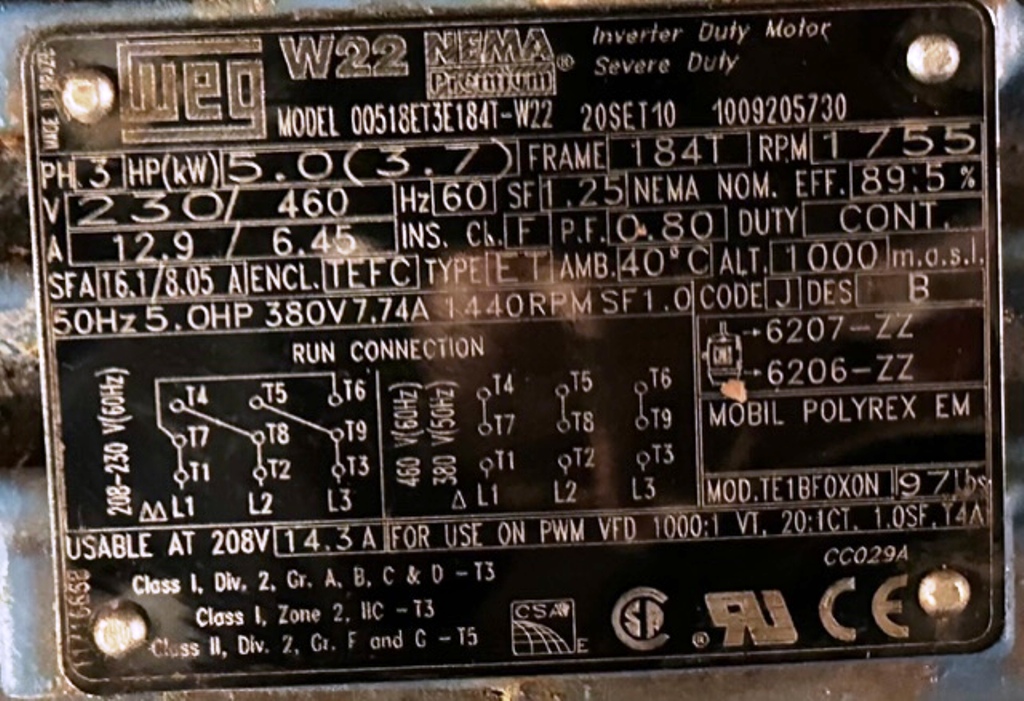 weg W22 NEMA Premium® Inverter Duty Motor
Severe Duty
MODEL 00518ET3E184T-W22 20SET10 1009205730
PH 3 HP(kW) 5.0(3.7) FRAME 184T RPM 1755
V 230/ 460 Hz 60 SF 1.25 NEMA NOM. EFF. 89.5 %
A 12.9 / 6.45 INS. CL. F P.F. 0.80 DUTY CONT.
SFA 16.1/8.05 A ENCL. TEFC TYPE ET AMB. 40°C ALT. 1000 m.a.s.l.
50Hz 5.0HP 380V 7.74A 1440RPM SF1.0 CODE J DES B
RUN CONNECTION
208-230 V(60Hz)
T4 T5 T6
T7 T8 T9
T1 T2 T3
ΔΔ L1 L2 L3
460 V(60Hz)
380 V(50Hz)
T4 T5 T6
T7 T8 T9
T1 T2 T3
Δ L1 L2 L3
6207-ZZ
6206-ZZ
MOBIL POLYREX EM
MOD.TE1BFOXON 97 Lbs
USABLE AT 208V 14.3 A FOR USE ON PWM VFD 1000:1 VT, 20:1CT, 1.0SF, T4A
CC029A
Class I, Div. 2, Gr. A, B, C & D - T3
Class I, Zone 2, IIC - T3
Class II, Div. 2, Gr. F and G - T5
CSA E